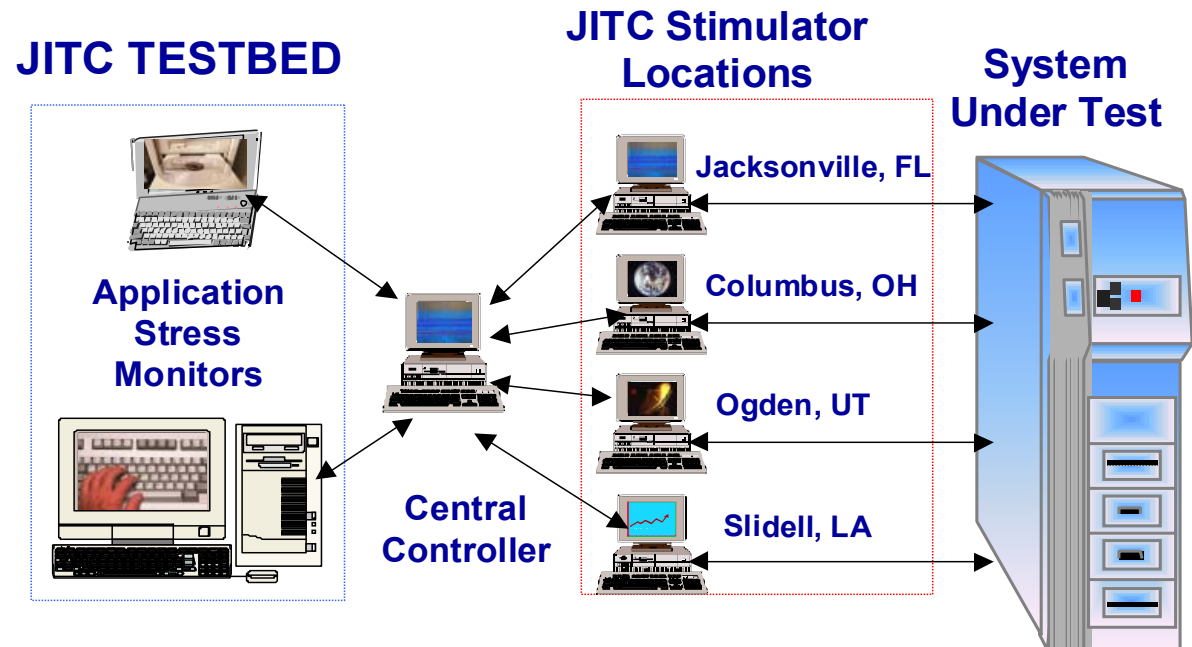 JITC TESTBED
Application
Stress
Monitors
Central
Controller
JITC Stimulator
Locations
Jacksonville, FL
Columbus, OH
Ogden, UT
Slidell, LA
System
Under Test